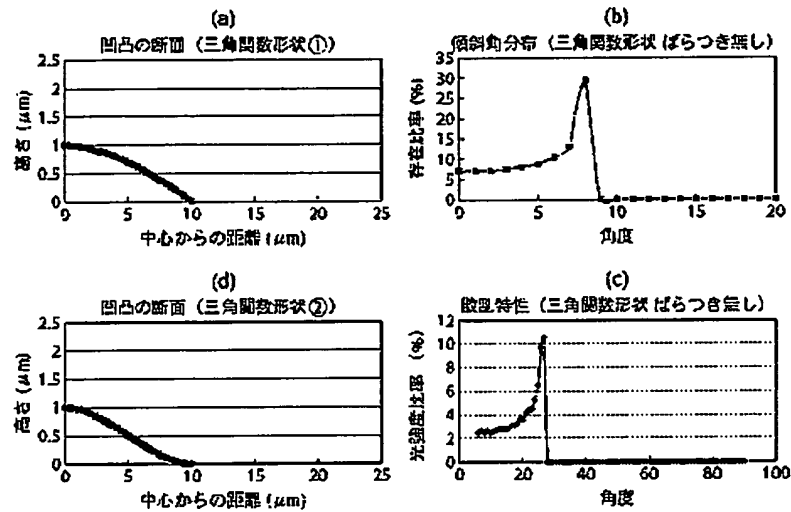 (a)
凹凸の断面（三角関数形状①）
2.5
2
1.5
1
0.5
0
高さ (μm)
0 5 10 15 20 25
中心からの距離 (μm)
(b)
傾斜角分布（三角関数形状 ばらつき無し）
35
30
25
20
15
10
5
0
存在比率 (%)
0 5 10 15 20
角度
(d)
凹凸の断面（三角関数形状②）
2.5
2
1.5
1
0.5
0
高さ (μm)
0 5 10 15 20 25
中心からの距離 (μm)
(c)
散乱特性（三角関数形状 ばらつき無し）
12
10
8
6
4
2
光強度比率 (%)
0 20 40 60 80 100
角度